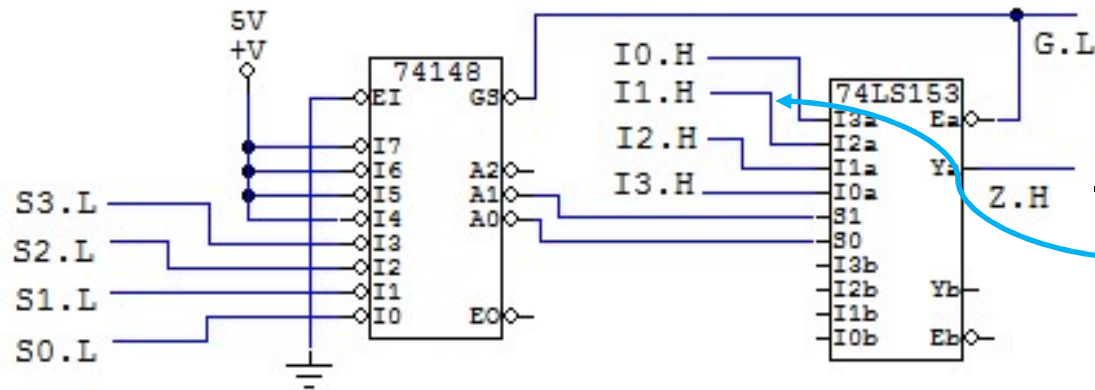 5V
+V
G.L
I0.H
I1.H
I2.H
I3.H
74148
EI
GS
I7
I6
I5
I4
I3
I2
I1
I0
A2
A1
A0
EO
S3.L
S2.L
S1.L
S0.L
74LS153
I3a
I2a
I1a
I0a
S1
S0
I3b
I2b
I1b
I0b
Ea
Ya
Yb
Eb
Z.H